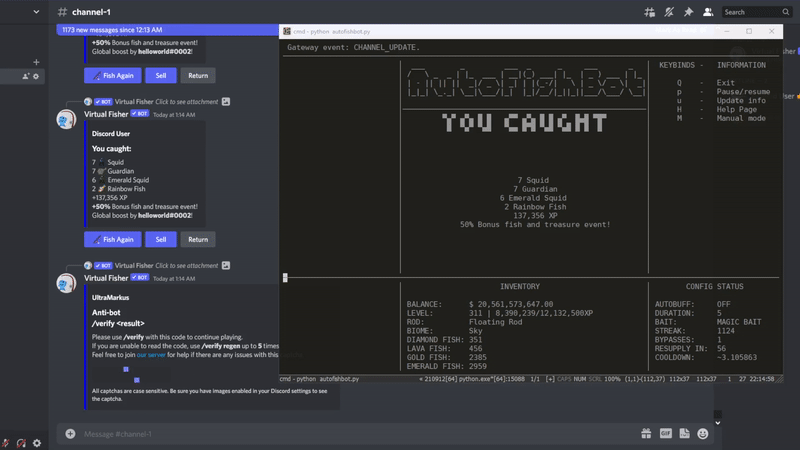 # channel-1
Search
1173 new messages since 12:13 AM
+50% Bonus fish and treasure event!
Global boost by helloworld#0002!
Fish Again
Sell
Return
BOT Virtual Fisher Click to see attachment
Virtual Fisher BOT Today at 1:14 AM
Discord User
You caught:
7 Squid
7 Guardian
6 Emerald Squid
2 Rainbow Fish
+137,356 XP
+50% Bonus fish and treasure event!
Global boost by helloworld#0002!
Fish Again
Sell
Return
BOT Virtual Fisher Click to see attachment
Virtual Fisher BOT Today at 1:14 AM
UltraMarkus
Anti-bot
/verify <result>
Please use /verify with this code to continue playing.
If you are unable to read the code, use /verify regen up to 5 times
Feel free to join our server for help if there are any issues with this
All captchas are case sensitive. Be sure you have images enabled in your Discord settings to
see the captcha.
Message #channel-1
GIF
cmd - python autofishbot.py
Gateway event: CHANNEL_UPDATE.
AutoFishBot
YOU CAUGHT
7 Squid
7 Guardian
6 Emerald Squid
2 Rainbow Fish
137,356 XP
50% Bonus fish and treasure event!
KEYBINDS - INFORMATION
Q - Exit
p - Pause/resume
u - Update info
H - Help Page
M - Manual mode
INVENTORY
BALANCE: $ 20,561,573,647.00
LEVEL: 311 | 8,390,239/12,132,500XP
ROD: Floating Rod
BIOME: Sky
DIAMOND FISH: 351
LAVA FISH: 456
GOLD FISH: 2385
EMERALD FISH: 2959
CONFIG STATUS
AUTOBUFF: OFF
DURATION: 5
BAIT: MAGIC BAIT
STREAK: 1124
BYPASSES: 1
RESUPPLY IN: 56
COOLDOWN: ~3.105863
cmd - python autofishbot.py
« 210912[64] python.exe*[64]:15088 1/1 [+] CAPS NUM SCRL 100% (1,1)-(112,37) 112x37 112x37 1 27 22:14:58
User